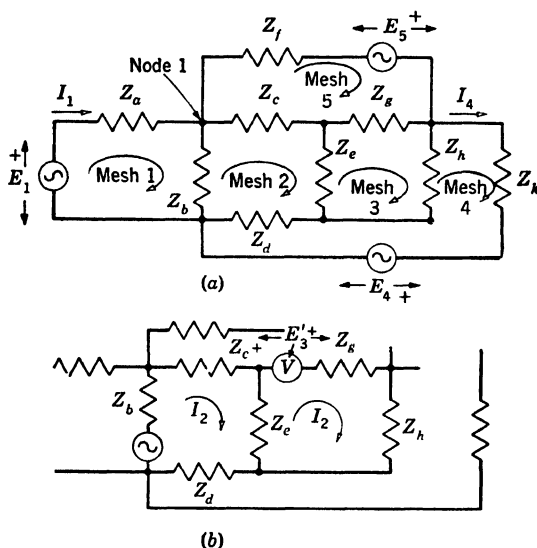 Z_f
← E_5 → +
Node 1
Mesh
5
I_1
Z_a
Z_c
Z_g
I_4
+
E_1
Mesh 1
Z_b
Mesh 2
Z_e
Mesh
3
Z_h
Mesh
4
Z_k
Z_d
(a)
← E_4 → +
Z_c +
← E'_3 → +
Z_g
V
Z_b
I_2
Z_e
I_2
Z_h
Z_d
(b)